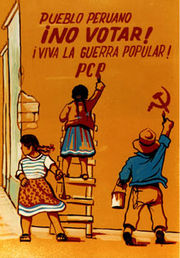 PUEBLO PERUANO
¡NO VOTAR!
¡VIVA LA GUERRA POPULAR!
PCP